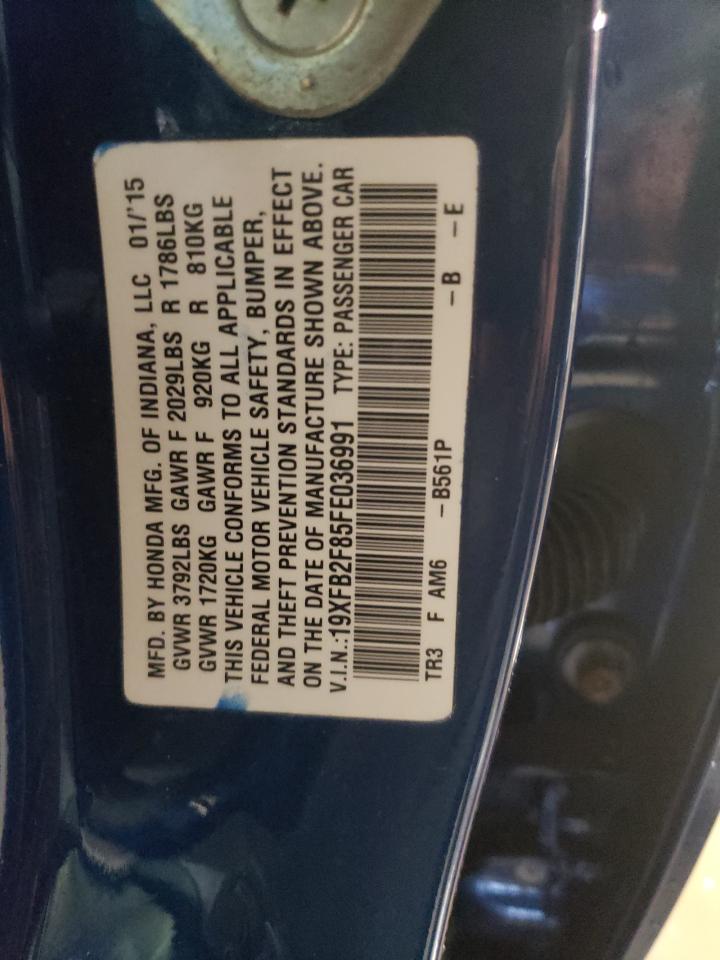 MFD. BY HONDA MFG. OF INDIANA, LLC 01/'15
GVWR 3792LBS GAWR F 2029LBS R 1786LBS
GVWR 1720KG GAWR F 920KG R 810KG
THIS VEHICLE CONFORMS TO ALL APPLICABLE
FEDERAL MOTOR VEHICLE SAFETY, BUMPER,
AND THEFT PREVENTION STANDARDS IN EFFECT
ON THE DATE OF MANUFACTURE SHOWN ABOVE.
V.I.N.:19XFB2F85FE036991 TYPE: PASSENGER CAR
TR3 F AM6 -B561P -B -E